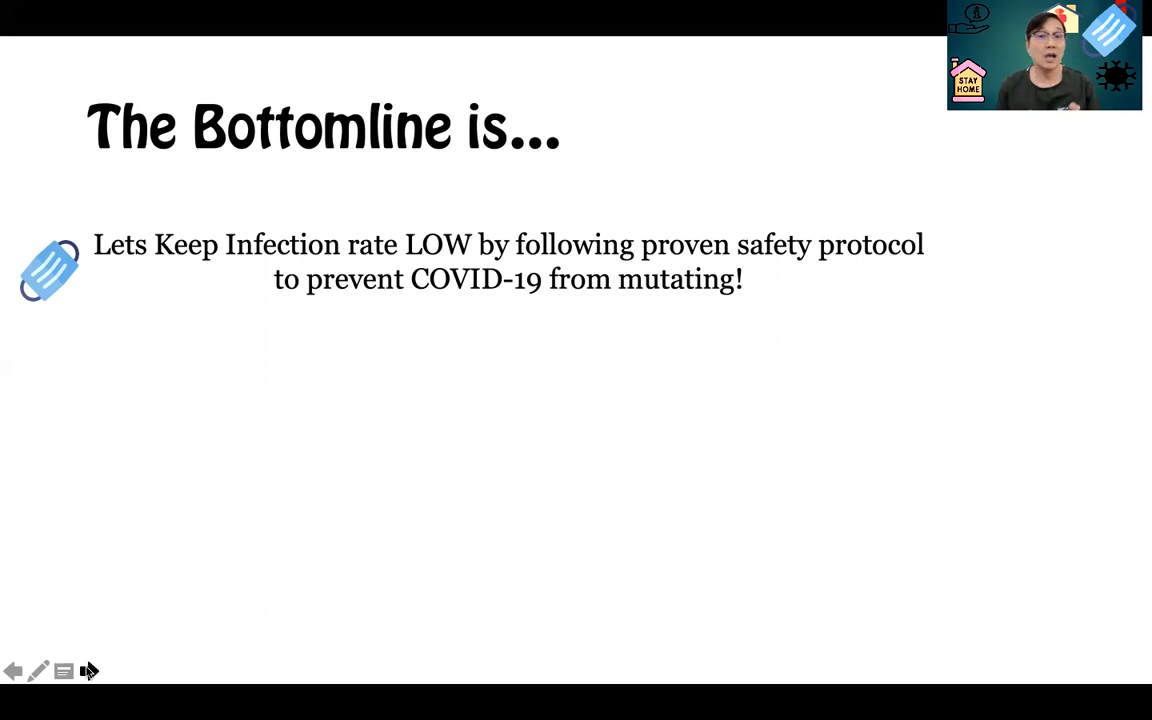 The Bottomline is...
Lets Keep Infection rate LOW by following proven safety protocol
to prevent COVID-19 from mutating!
STAY
HOME